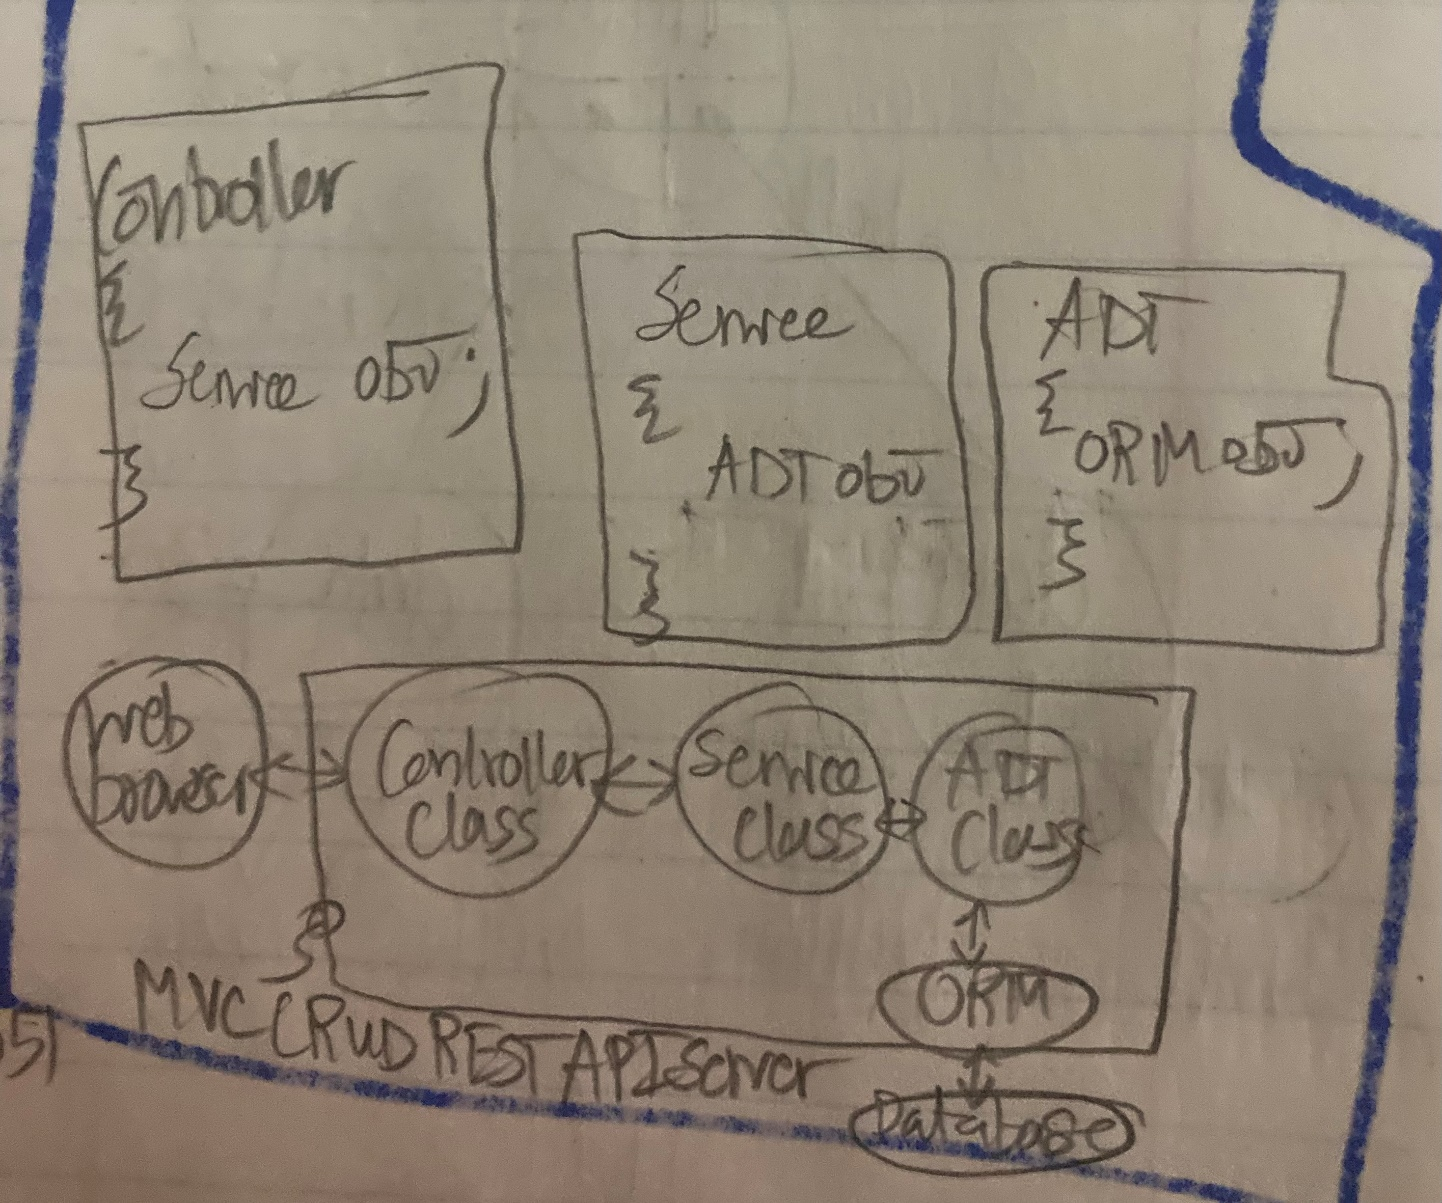 Controller
{
Service obj;
}
Service
{
ADT obj
}
ADT
{
ORM obj;
}
web
browser
Controller
class
Service
class
ADT
class
ORM
MVC CRUD REST API Server
Database
51